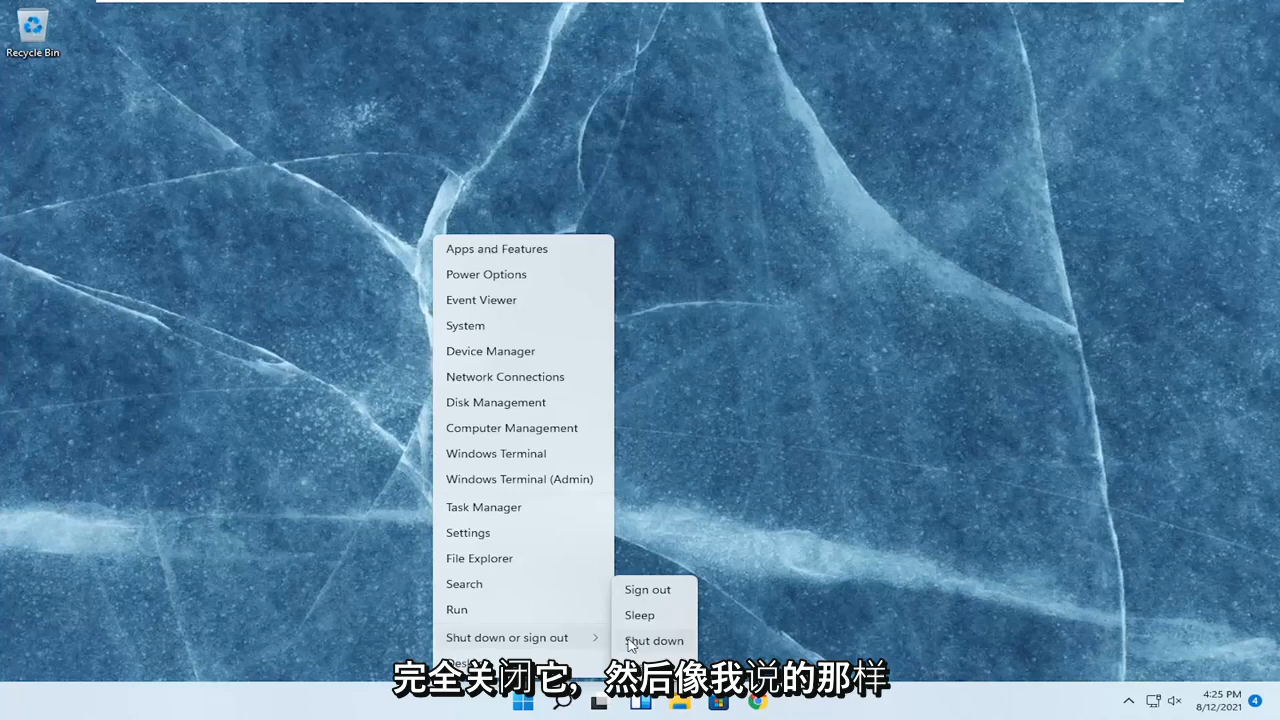 Recycle Bin
Apps and Features
Power Options
Event Viewer
System
Device Manager
Network Connections
Disk Management
Computer Management
Windows Terminal
Windows Terminal (Admin)
Task Manager
Settings
File Explorer
Search
Run
Shut down or sign out
Sign out
Sleep
Shut down
完全关闭它，然后像我说的那样
4:25 PM
8/12/2021
4